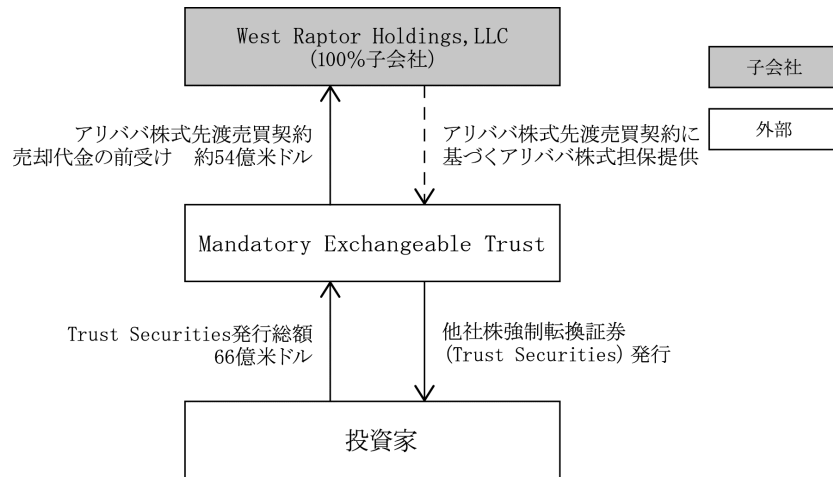 West Raptor Holdings,LLC
(100%子会社)
子会社
外部
アリババ株式先渡売買契約
売却代金の前受け　約54億米ドル
アリババ株式先渡売買契約に
基づくアリババ株式担保提供
Mandatory Exchangeable Trust
Trust Securities発行総額
66億米ドル
他社株強制転換証券
(Trust Securities) 発行
投資家